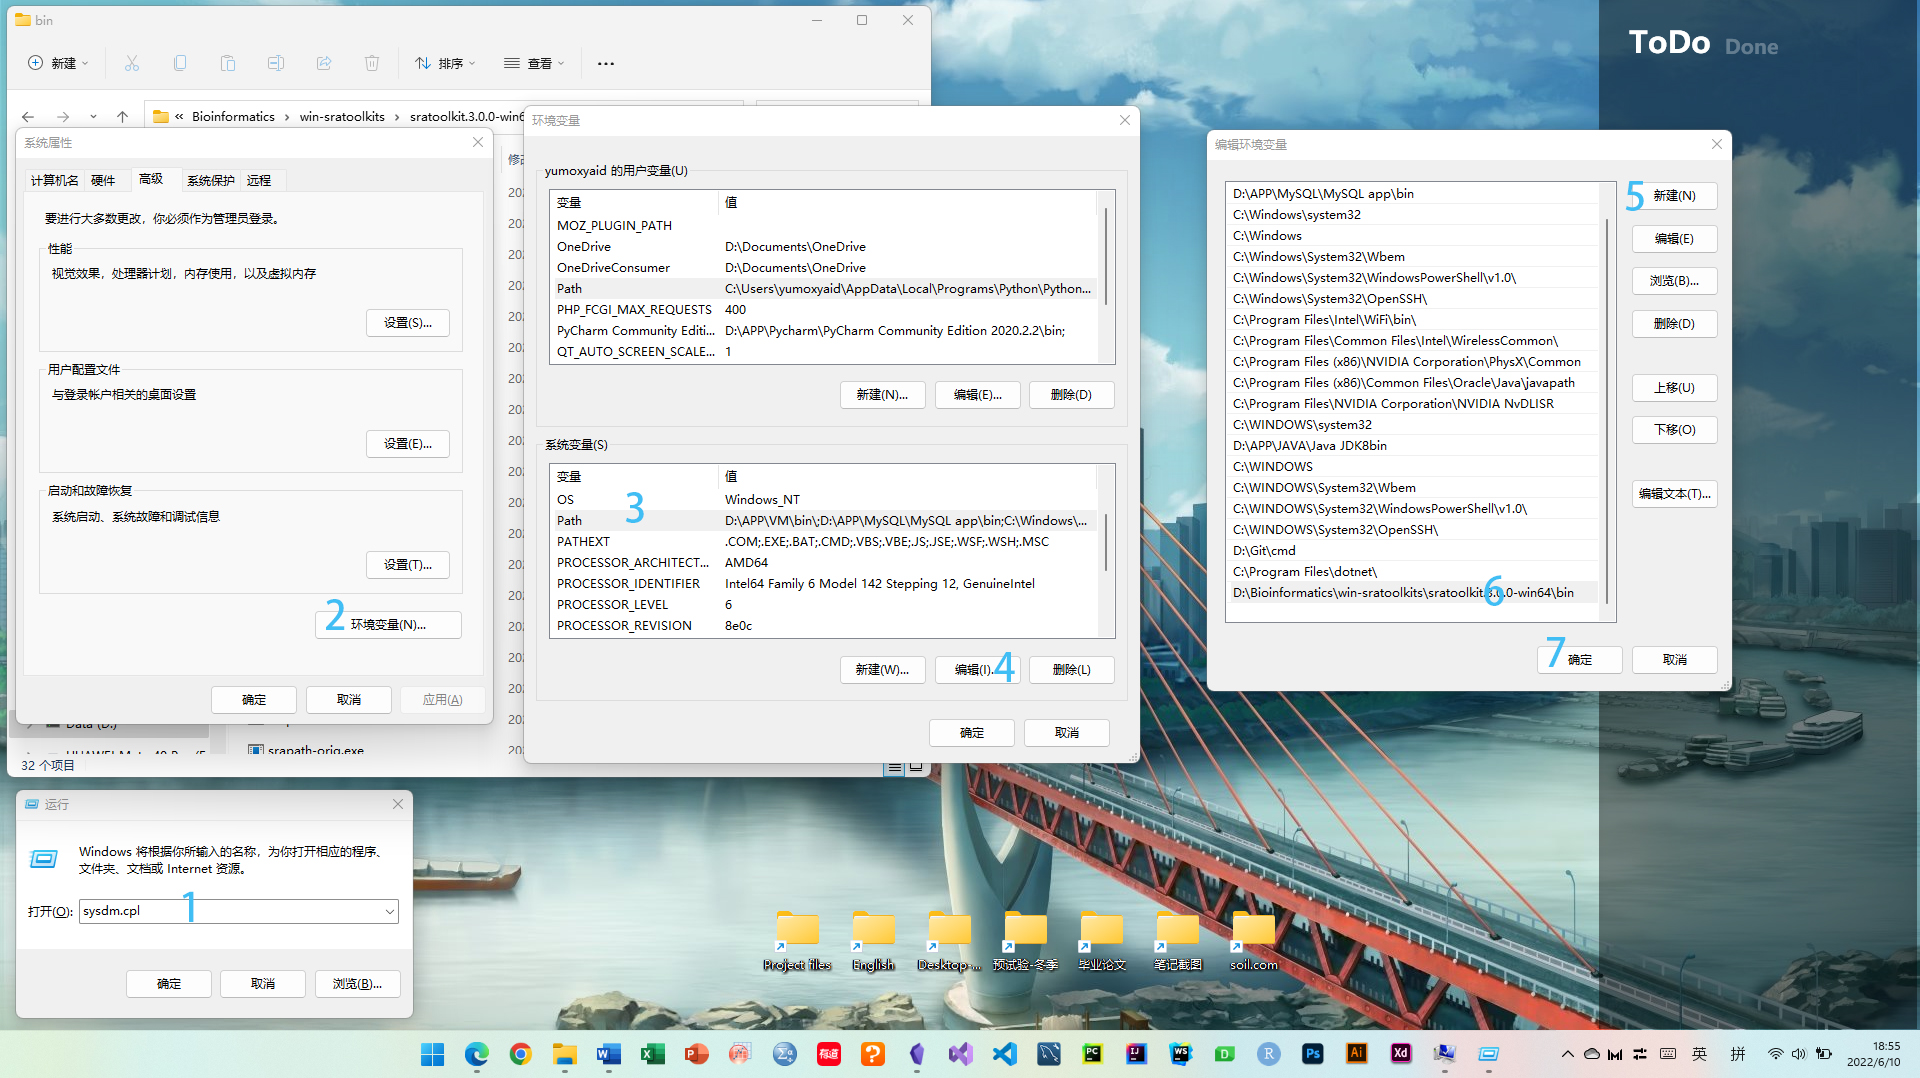 bin
新建
排序
查看
« Bioinformatics › win-sratoolkits › sratoolkit.3.0.0-win6
32 个项目
srapath-orig.exe
系统属性
计算机名 硬件 高级 系统保护 远程
要进行大多数更改，你必须作为管理员登录。
性能
视觉效果，处理器计划，内存使用，以及虚拟内存
设置(S)...
用户配置文件
与登录帐户相关的桌面设置
设置(E)...
启动和故障恢复
系统启动、系统故障和调试信息
设置(T)...
2 环境变量(N)...
确定 取消 应用(A)
运行
Windows 将根据你所输入的名称，为你打开相应的程序、
文件夹、文档或 Internet 资源。
打开(O): sysdm.cpl 1
确定 取消 浏览(B)...
环境变量
yumoxyaid 的用户变量(U)
变量 值
MOZ_PLUGIN_PATH
OneDrive D:\Documents\OneDrive
OneDriveConsumer D:\Documents\OneDrive
Path C:\Users\yumoxyaid\AppData\Local\Programs\Python\Python...
PHP_FCGI_MAX_REQUESTS 400
PyCharm Community Editi... D:\APP\Pycharm\PyCharm Community Edition 2020.2.2\bin;
QT_AUTO_SCREEN_SCALE... 1
新建(N)... 编辑(E)... 删除(D)
系统变量(S)
变量 值
OS Windows_NT
3
Path D:\APP\VM\bin\;D:\APP\MySQL\MySQL app\bin;C:\Windows\...
PATHEXT .COM;.EXE;.BAT;.CMD;.VBS;.VBE;.JS;.JSE;.WSF;.WSH;.MSC
PROCESSOR_ARCHITECT... AMD64
PROCESSOR_IDENTIFIER Intel64 Family 6 Model 142 Stepping 12, GenuineIntel
PROCESSOR_LEVEL 6
PROCESSOR_REVISION 8e0c
新建(W)... 编辑(I)... 4 删除(L)
确定 取消
编辑环境变量
D:\APP\MySQL\MySQL app\bin
C:\Windows\system32
C:\Windows
C:\Windows\System32\Wbem
C:\Windows\System32\WindowsPowerShell\v1.0\
C:\Windows\System32\OpenSSH\
C:\Program Files\Intel\WiFi\bin\
C:\Program Files\Common Files\Intel\WirelessCommon\
C:\Program Files (x86)\NVIDIA Corporation\PhysX\Common
C:\Program Files (x86)\Common Files\Oracle\Java\javapath
C:\Program Files\NVIDIA Corporation\NVIDIA NvDLISR
C:\WINDOWS\system32
D:\APP\JAVA\Java JDK8bin
C:\WINDOWS
C:\WINDOWS\System32\Wbem
C:\WINDOWS\System32\WindowsPowerShell\v1.0\
C:\WINDOWS\System32\OpenSSH\
D:\Git\cmd
C:\Program Files\dotnet\
D:\Bioinformatics\win-sratoolkits\sratoolkit.3.0.0-win64\bin
6
5 新建(N)
编辑(E)
浏览(B)...
删除(D)
上移(U)
下移(O)
编辑文本(T)...
7 确定 取消
ToDo Done
Project files
English
Desktop-...
预试验-冬季
毕业论文
笔记截图
soil.com
有道
PC
IJ
WS
D
R
Ps
Ai
Xd
英
拼
18:55
2022/6/10